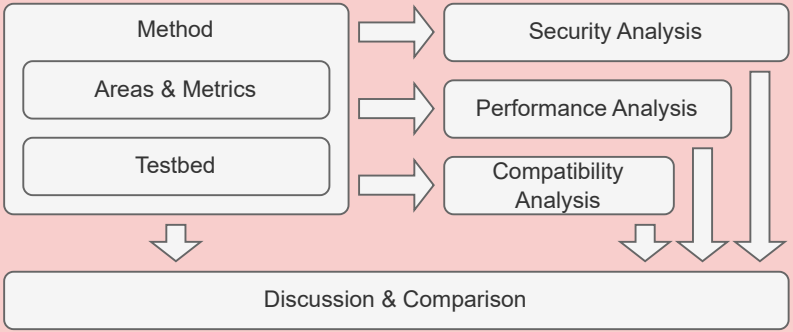 Method
Areas & Metrics
Testbed
Security Analysis
Performance Analysis
Compatibility
Analysis
Discussion & Comparison